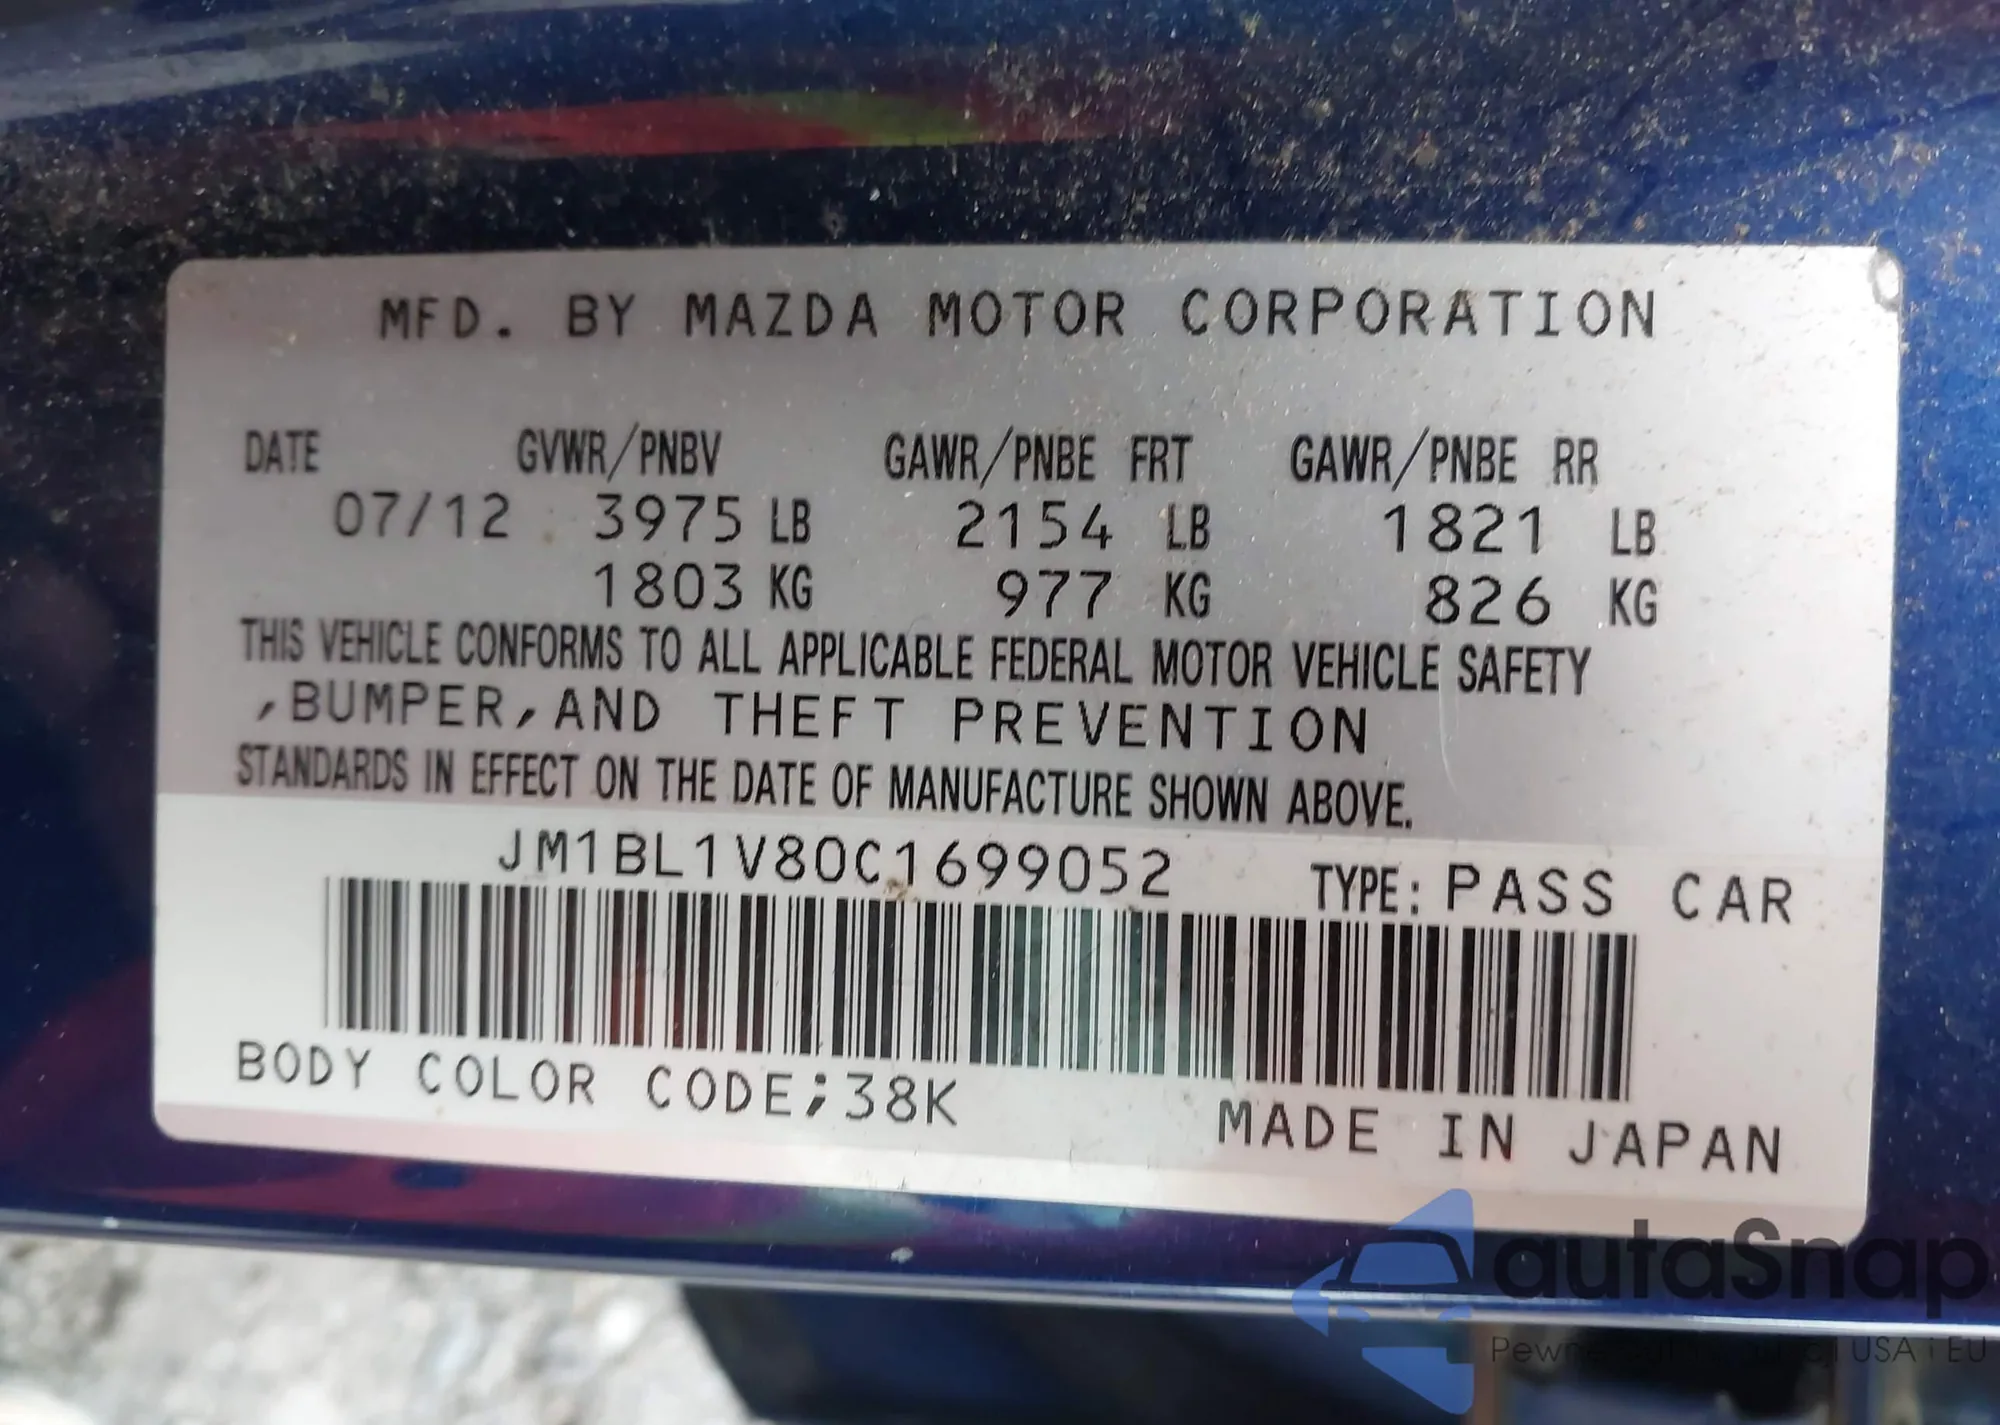 MFD. BY MAZDA MOTOR CORPORATION
DATE GVWR/PNBV GAWR/PNBE FRT GAWR/PNBE RR
07/12 3975 LB 2154 LB 1821 LB
1803 KG 977 KG 826 KG
THIS VEHICLE CONFORMS TO ALL APPLICABLE FEDERAL MOTOR VEHICLE SAFETY
,BUMPER,AND THEFT PREVENTION
STANDARDS IN EFFECT ON THE DATE OF MANUFACTURE SHOWN ABOVE.
JM1BL1V80C1699052 TYPE: PASS CAR
BODY COLOR CODE;38K
MADE IN JAPAN
autaSnap
USA i EU